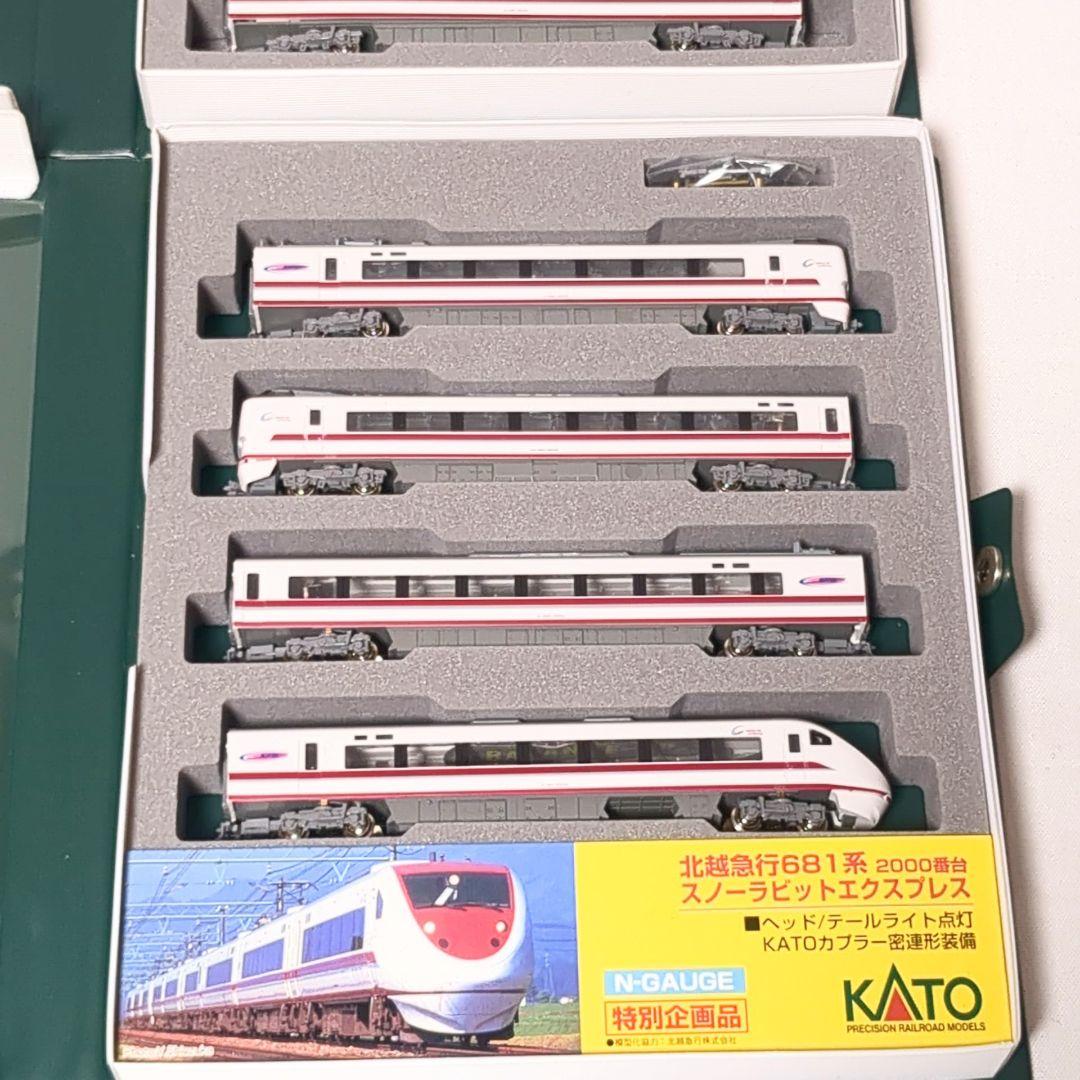 北越急行681系 2000番台
スノーラビットエクスプレス
■ヘッド/テールライト点灯
KATOカプラー密連形装備
N-GAUGE
特別企画品
●模型化協力:北越急行株式会社
KATO
PRECISION RAILROAD MODELS